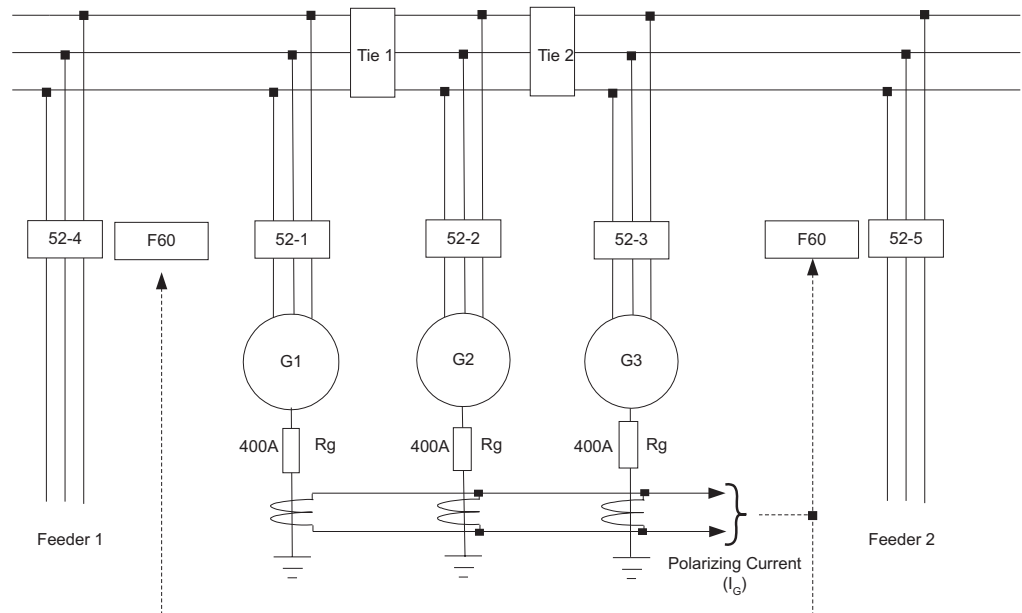 Tie 1
Tie 2
52-4
F60
52-1
52-2
52-3
F60
52-5
G1
G2
G3
400A
Rg
400A
Rg
400A
Rg
Feeder 1
Feeder 2
Polarizing Current
(IG)